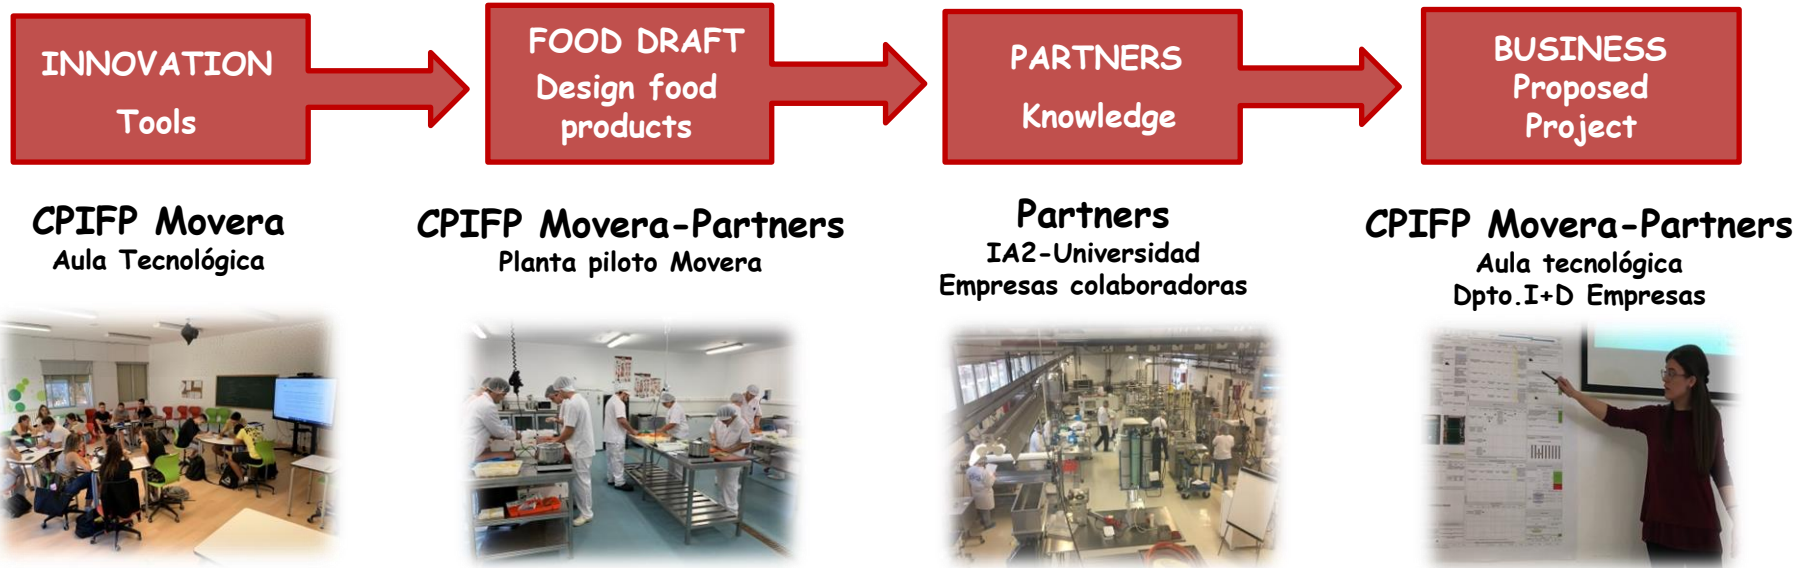 INNOVATION
Tools
FOOD DRAFT
Design food
products
PARTNERS
Knowledge
BUSINESS
Proposed
Project
CPIFP Movera
Aula Tecnológica
CPIFP Movera-Partners
Planta piloto Movera
Partners
IA2-Universidad
Empresas colaboradoras
CPIFP Movera-Partners
Aula tecnológica
Dpto.I+D Empresas